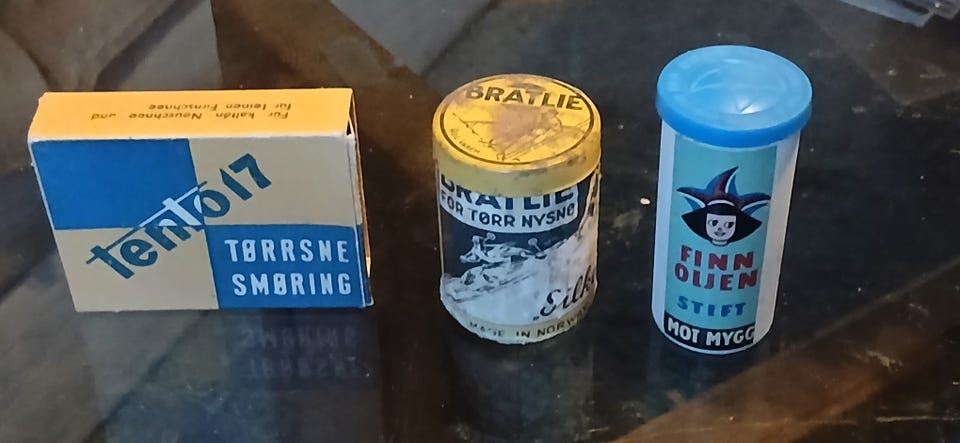 Für kalten Neuschnee und
für feinen Firnschnee
tento17
TØRRSNE
SMØRING
BRATLIE
BRATLIE
FOR TØRR NYSNØ
„Silke
MADE IN NORWAY
FINN
OLJEN
STIFT
MOT MYGG